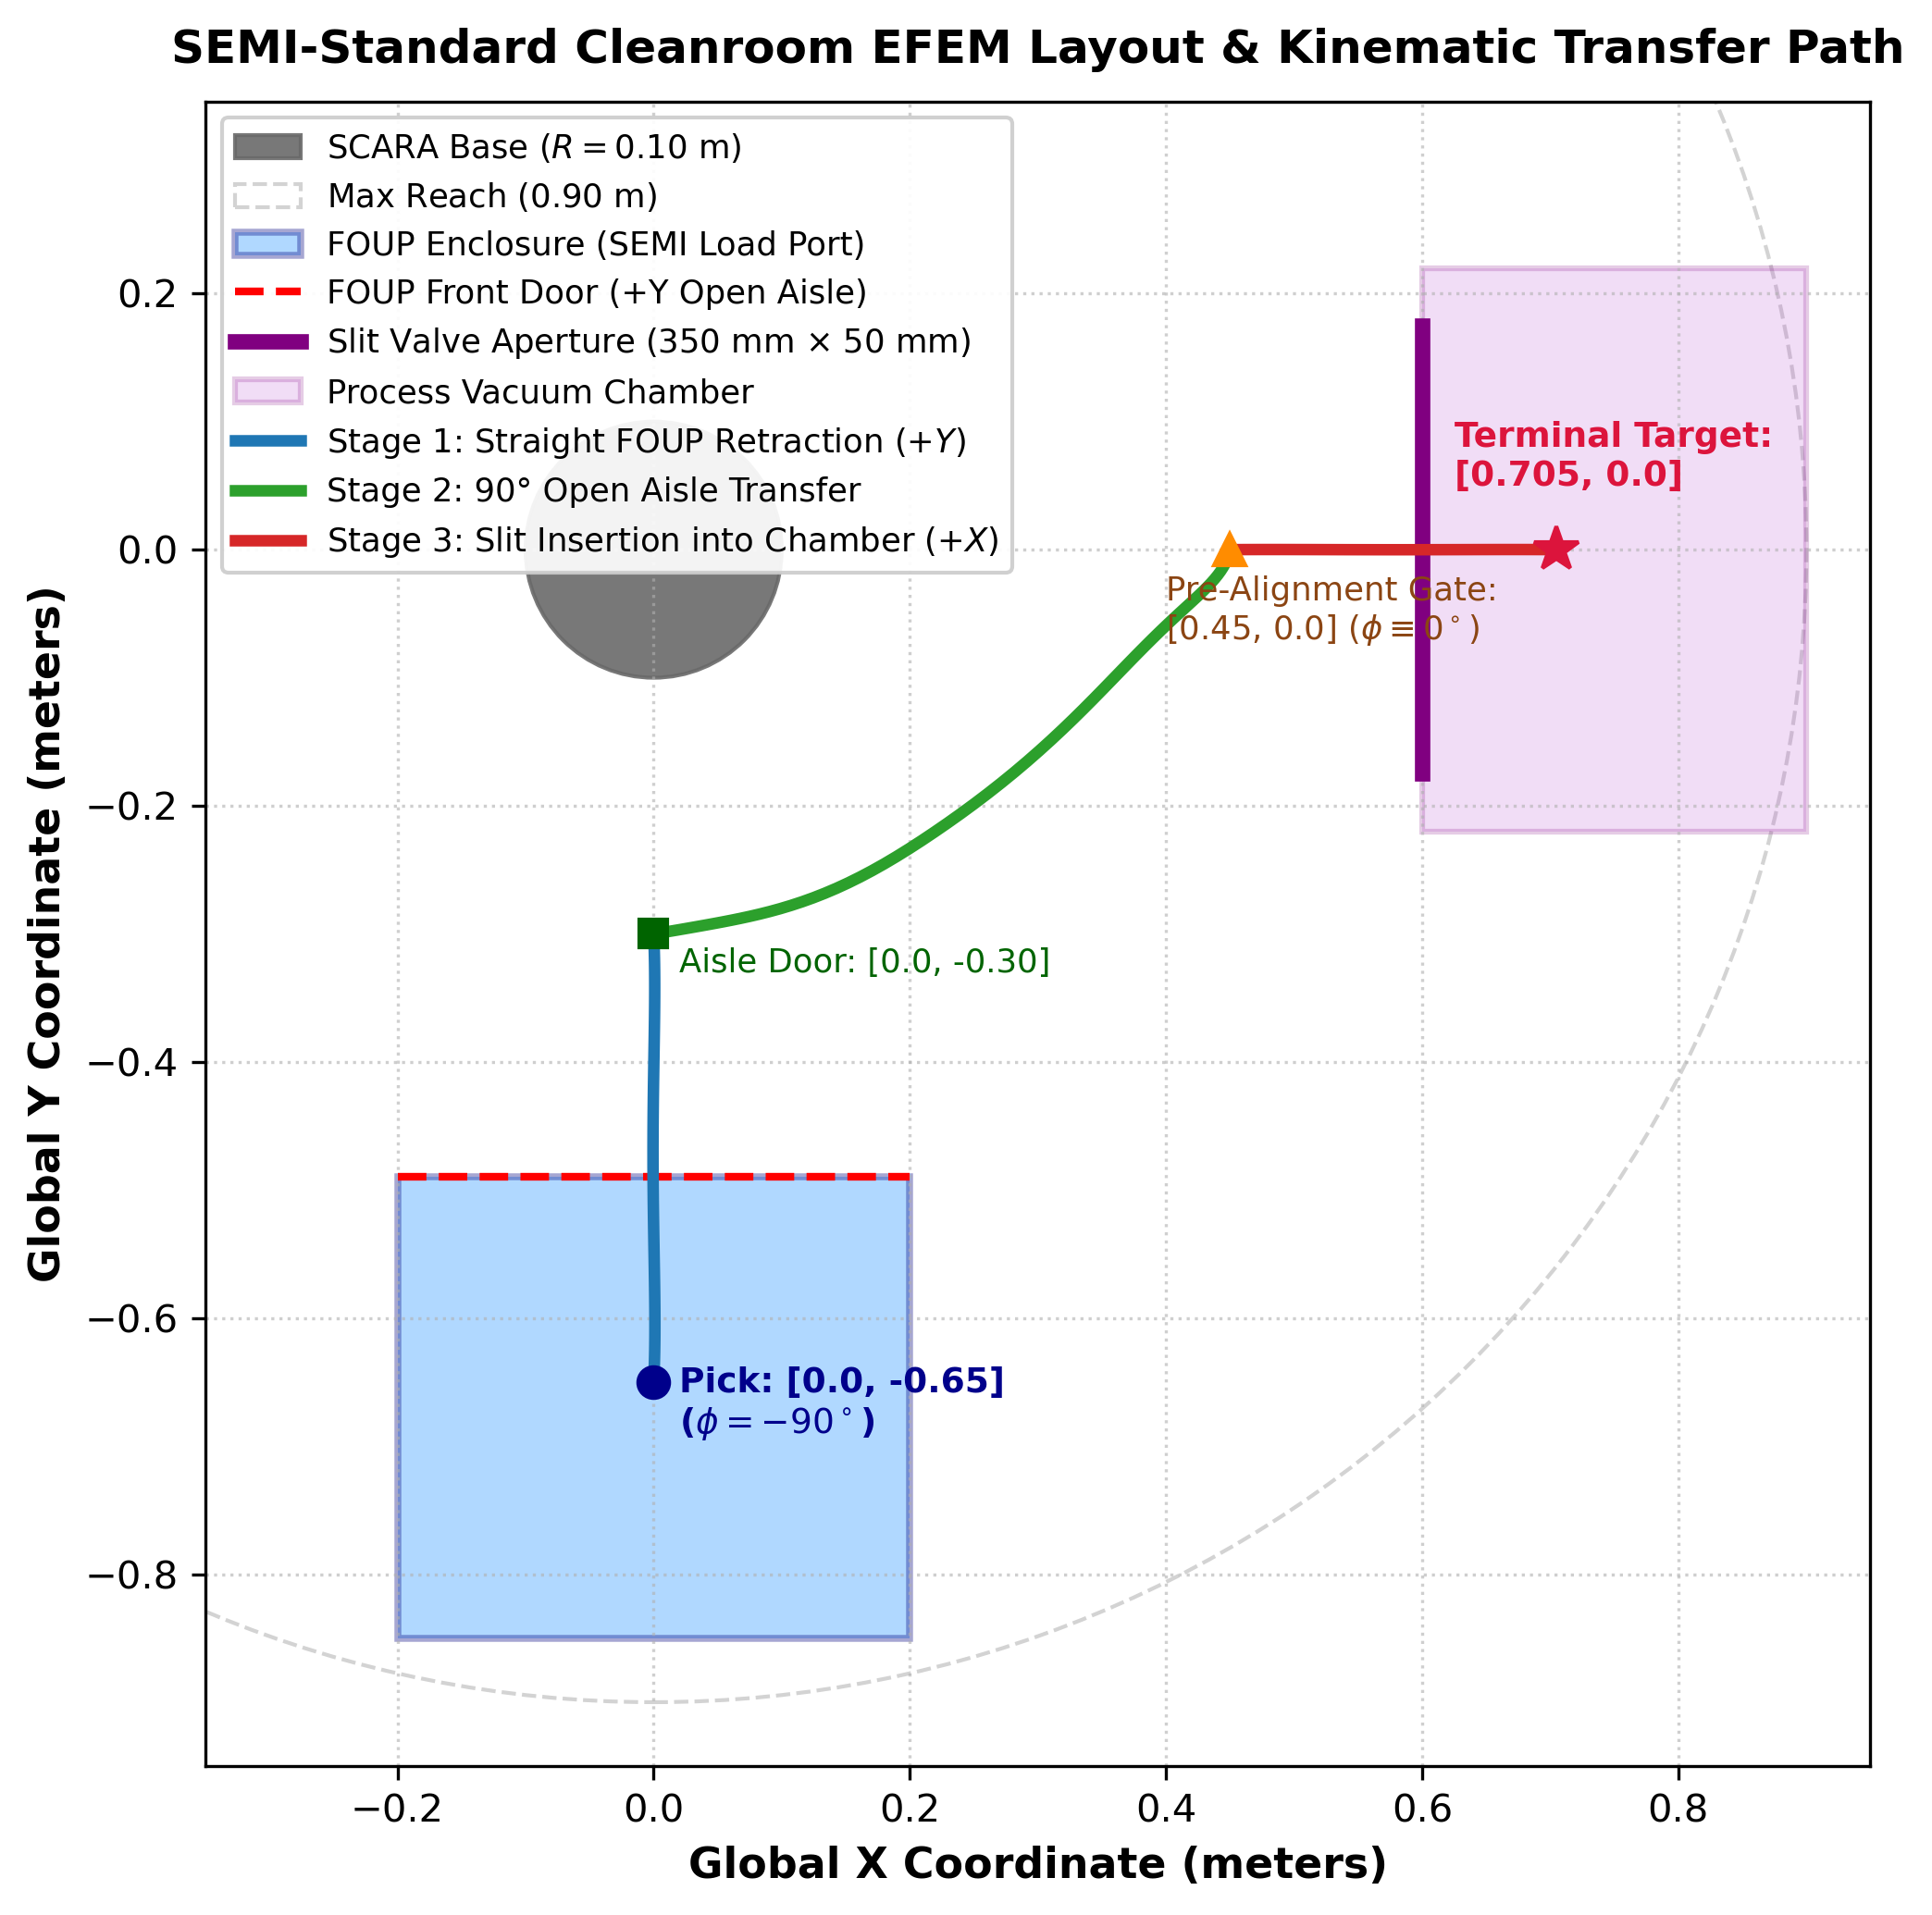 SEMI-Standard Cleanroom EFEM Layout & Kinematic Transfer Path
SCARA Base (R = 0.10 m)
Max Reach (0.90 m)
FOUP Enclosure (SEMI Load Port)
FOUP Front Door (+Y Open Aisle)
Slit Valve Aperture (350 mm × 50 mm)
Process Vacuum Chamber
Stage 1: Straight FOUP Retraction (+Y)
Stage 2: 90° Open Aisle Transfer
Stage 3: Slit Insertion into Chamber (+X)
Terminal Target:
[0.705, 0.0]
Pre-Alignment Gate:
[0.45, 0.0] (ϕ ≡ 0°)
Aisle Door: [0.0, -0.30]
Pick: [0.0, -0.65]
(ϕ = −90°)
Global Y Coordinate (meters)
0.2
0.0
−0.2
−0.4
−0.6
−0.8
−0.2
0.0
0.2
0.4
0.6
0.8
Global X Coordinate (meters)